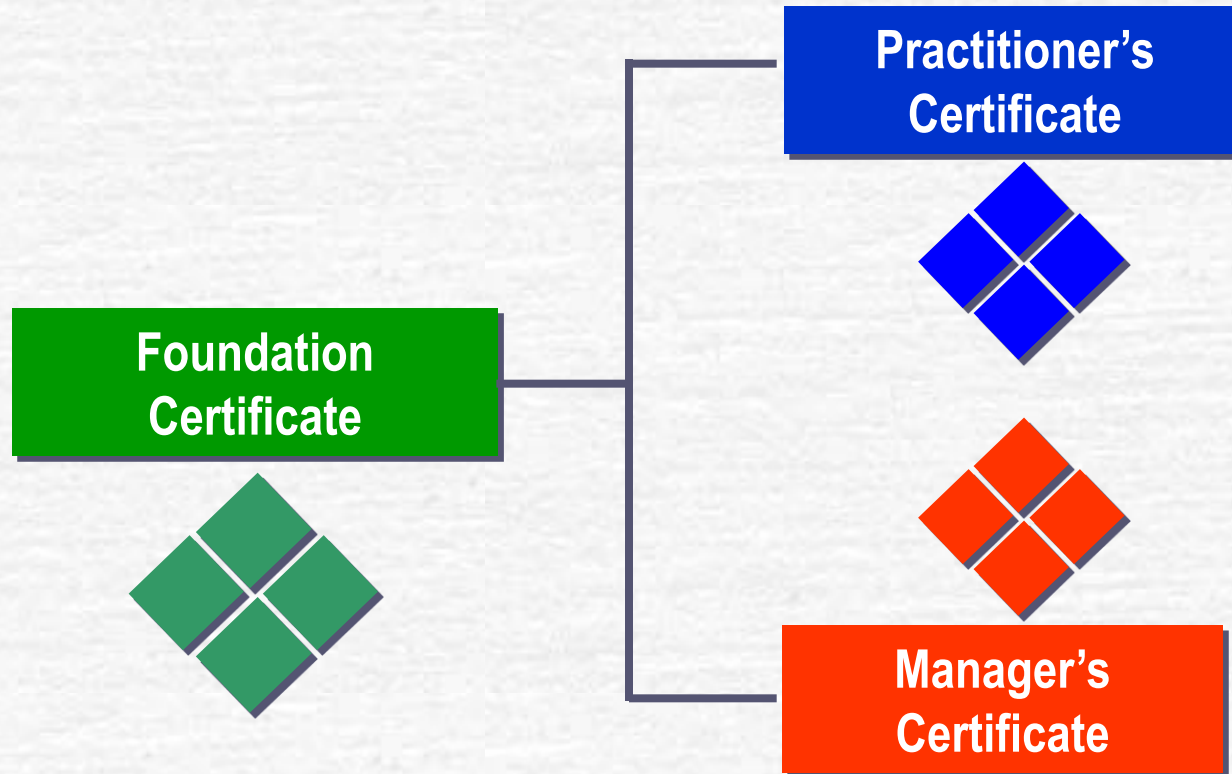 Practitioner’s
Certificate
Foundation
Certificate
Manager’s
Certificate